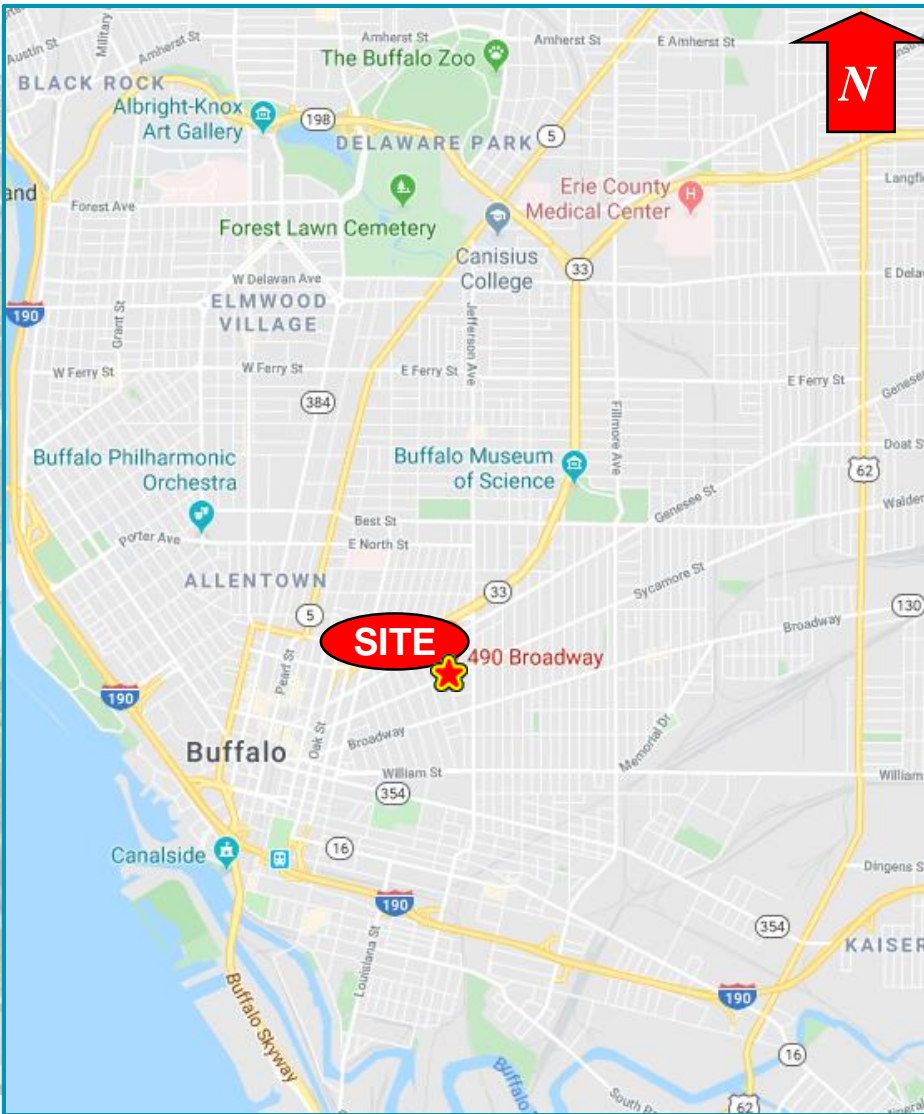 Military
Amherst St
E Amherst St
Amherst St
Austin St
Amherst St
The Buffalo Zoo
N
BLACK ROCK
Albright-Knox
Art Gallery
198
DELAWARE PARK
5
and
Forest Ave
Erie County
Medical Center
H
Forest Lawn Cemetery
Canisius
College
33
W Delavan Ave
ELMWOOD
VILLAGE
190
Grant St
Jefferson Ave
W Ferry St
W Ferry St
E Ferry St
E Ferry St
384
Fillmore Ave
Buffalo Philharmonic
Orchestra
Buffalo Museum
of Science
62
Doat S
Genesee St
Best St
Porter Ave
E North St
ALLENTOWN
33
Sycamore St
130
5
Broadway
SITE
490 Broadway
Pearl St
190
Oak St
Broadway
Memorial Dr
Buffalo
William St
William
354
Canalside
16
Dingens S
190
354
KAISER
Louisiana St
190
Buffalo Skyway
16
Buffalo
62